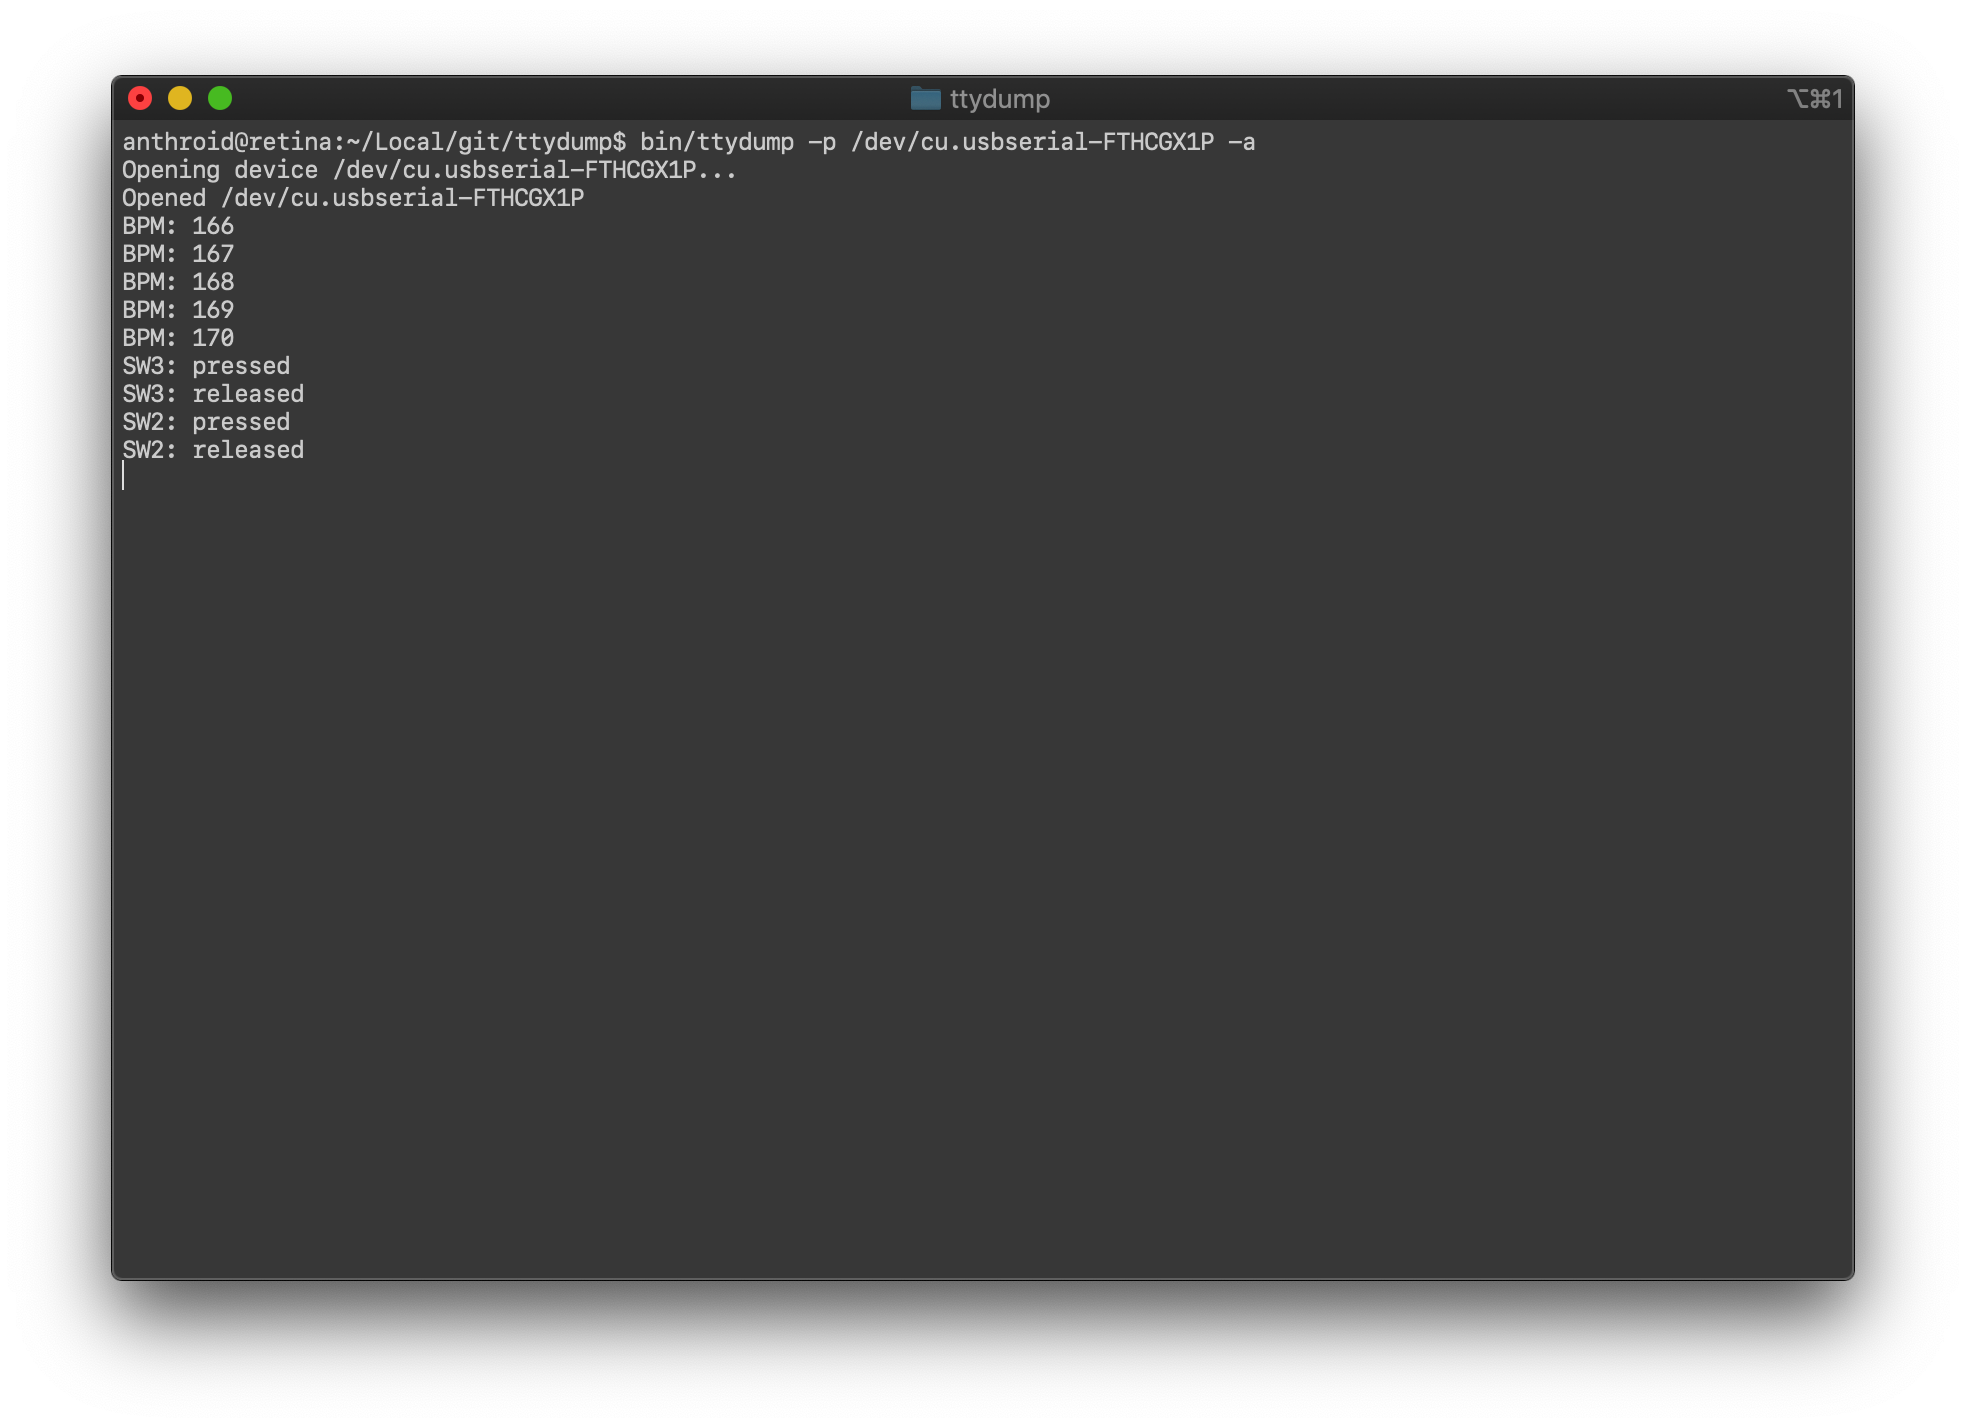 ttydump
⌥⌘1
anthroid@retina:~/Local/git/ttydump$ bin/ttydump -p /dev/cu.usbserial-FTHCGX1P -a
Opening device /dev/cu.usbserial-FTHCGX1P...
Opened /dev/cu.usbserial-FTHCGX1P
BPM: 166
BPM: 167
BPM: 168
BPM: 169
BPM: 170
SW3: pressed
SW3: released
SW2: pressed
SW2: released